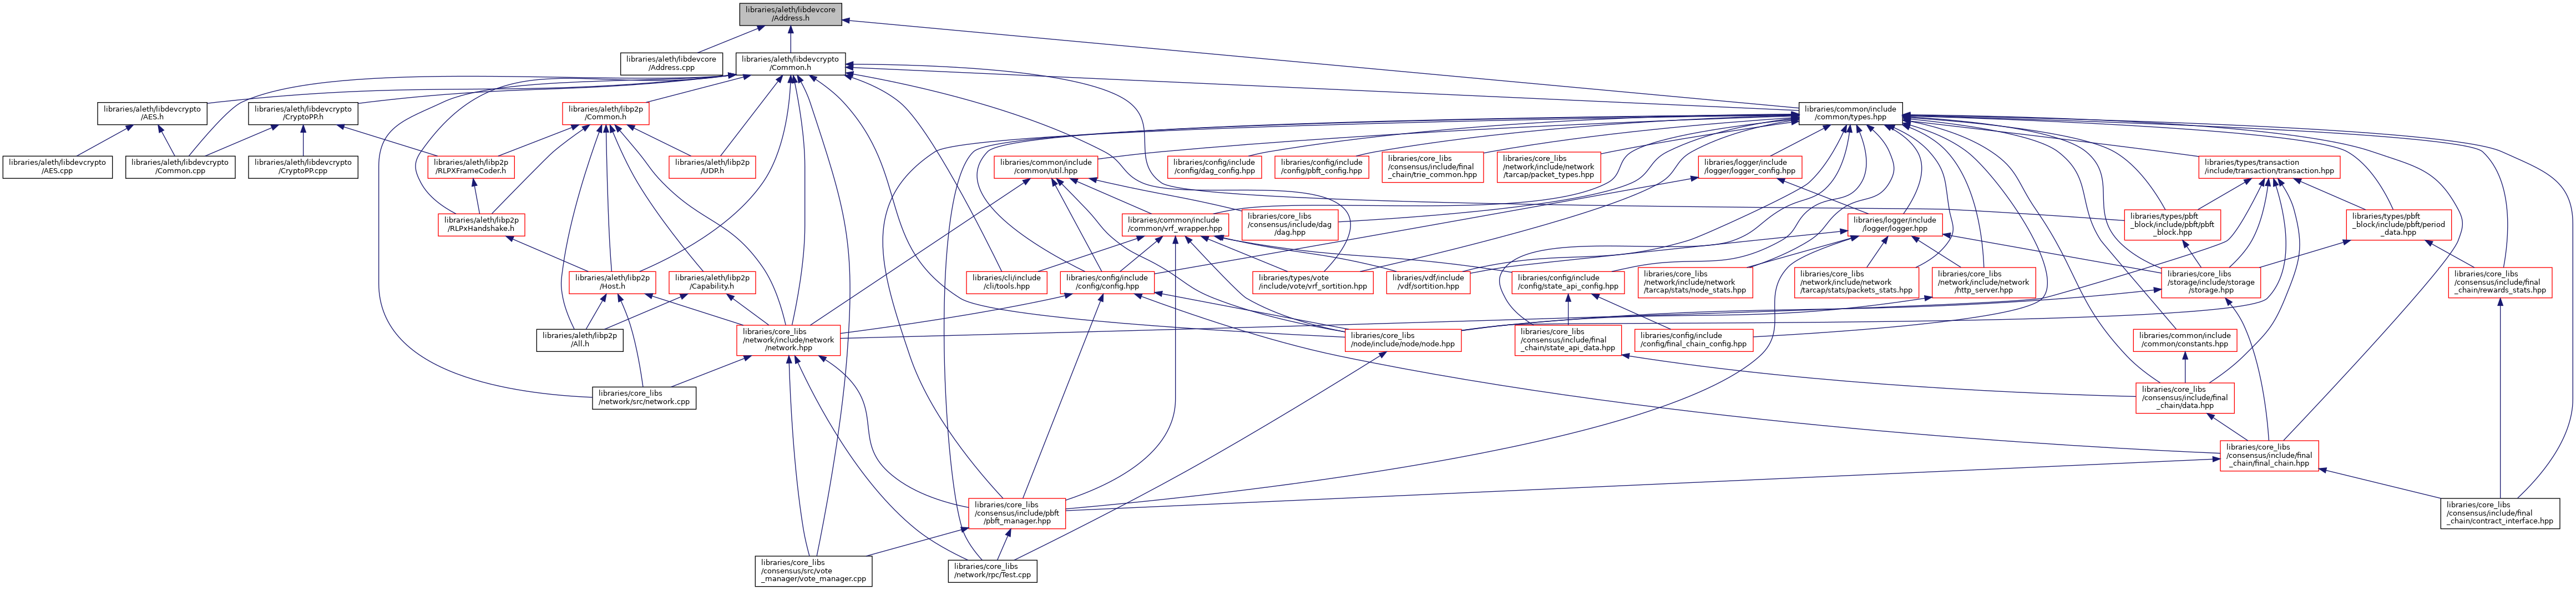 libraries/aleth/libdevcore
/Address.h
libraries/aleth/libdevcore
/Address.cpp
libraries/aleth/libdevcrypto
/Common.h
libraries/aleth/libdevcrypto
/AES.h
libraries/aleth/libdevcrypto
/CryptoPP.h
libraries/aleth/libp2p
/Common.h
libraries/common/include
/common/types.hpp
libraries/aleth/libdevcrypto
/AES.cpp
libraries/aleth/libdevcrypto
/Common.cpp
libraries/aleth/libdevcrypto
/CryptoPP.cpp
libraries/aleth/libp2p
/RLPXFrameCoder.h
libraries/aleth/libp2p
/UDP.h
libraries/common/include
/common/util.hpp
libraries/config/include
/config/dag_config.hpp
libraries/config/include
/config/pbft_config.hpp
libraries/core_libs
/consensus/include/final
_chain/trie_common.hpp
libraries/core_libs
/network/include/network
/tarcap/packet_types.hpp
libraries/logger/include
/logger/logger_config.hpp
libraries/types/transaction
/include/transaction/transaction.hpp
libraries/aleth/libp2p
/RLPxHandshake.h
libraries/common/include
/common/vrf_wrapper.hpp
libraries/core_libs
/consensus/include/dag
/dag.hpp
libraries/logger/include
/logger/logger.hpp
libraries/types/pbft
_block/include/pbft/pbft
_block.hpp
libraries/types/pbft
_block/include/pbft/period
_data.hpp
libraries/aleth/libp2p
/Host.h
libraries/aleth/libp2p
/Capability.h
libraries/cli/include
/cli/tools.hpp
libraries/config/include
/config/config.hpp
libraries/types/vote
/include/vote/vrf_sortition.hpp
libraries/vdf/include
/vdf/sortition.hpp
libraries/config/include
/config/state_api_config.hpp
libraries/core_libs
/network/include/network
/tarcap/stats/node_stats.hpp
libraries/core_libs
/network/include/network
/tarcap/stats/packets_stats.hpp
libraries/core_libs
/network/include/network
/http_server.hpp
libraries/core_libs
/storage/include/storage
/storage.hpp
libraries/core_libs
/consensus/include/final
_chain/rewards_stats.hpp
libraries/aleth/libp2p
/All.h
libraries/core_libs
/network/include/network
/network.hpp
libraries/core_libs
/node/include/node/node.hpp
libraries/core_libs
/consensus/include/final
_chain/state_api_data.hpp
libraries/config/include
/config/final_chain_config.hpp
libraries/common/include
/common/constants.hpp
libraries/core_libs
/network/src/network.cpp
libraries/core_libs
/consensus/include/final
_chain/data.hpp
libraries/core_libs
/consensus/include/final
_chain/final_chain.hpp
libraries/core_libs
/consensus/include/pbft
/pbft_manager.hpp
libraries/core_libs
/consensus/include/final
_chain/contract_interface.hpp
libraries/core_libs
/consensus/src/vote
_manager/vote_manager.cpp
libraries/core_libs
/network/rpc/Test.cpp